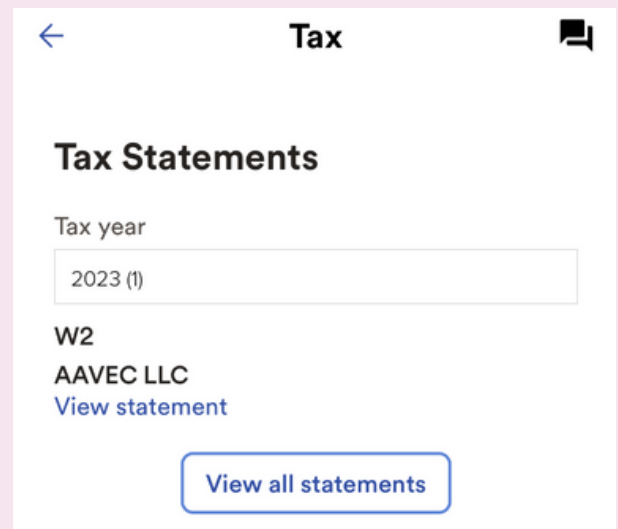 Tax
Tax Statements
Tax year
2023 (1)
W2
AAVEC LLC
View statement
View all statements